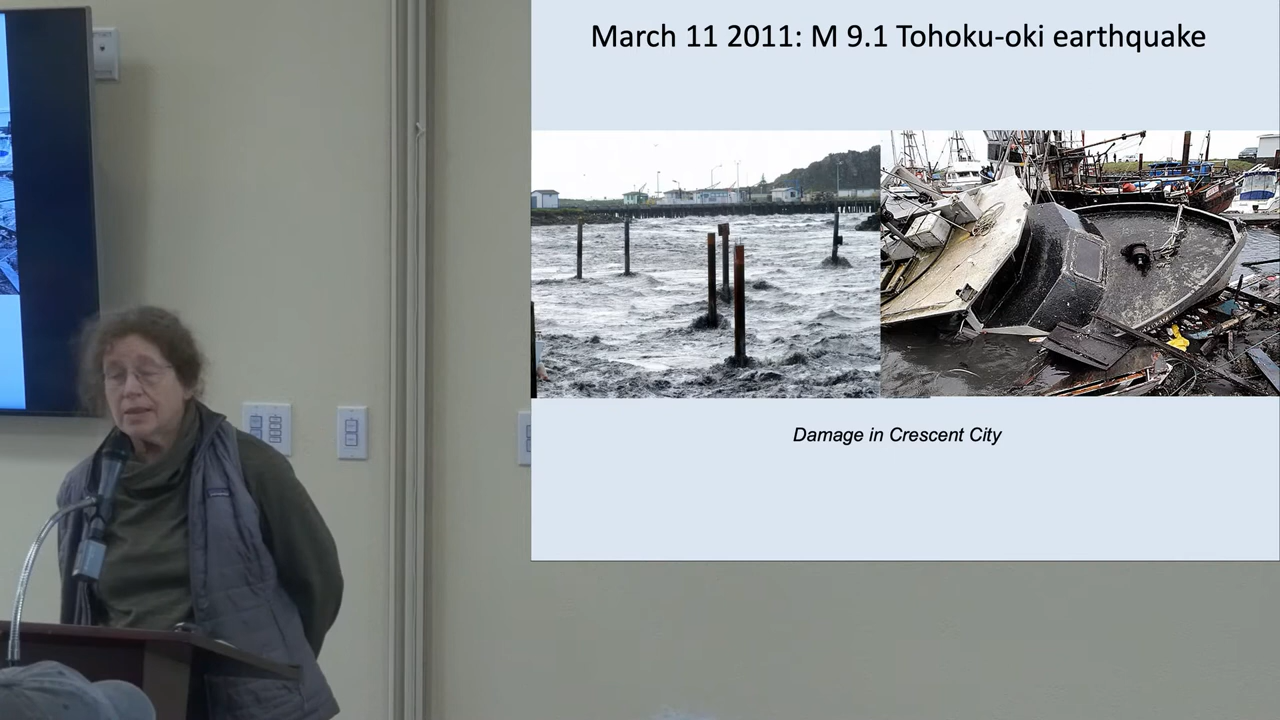 March 11 2011: M 9.1 Tohoku-oki earthquake
Damage in Crescent City